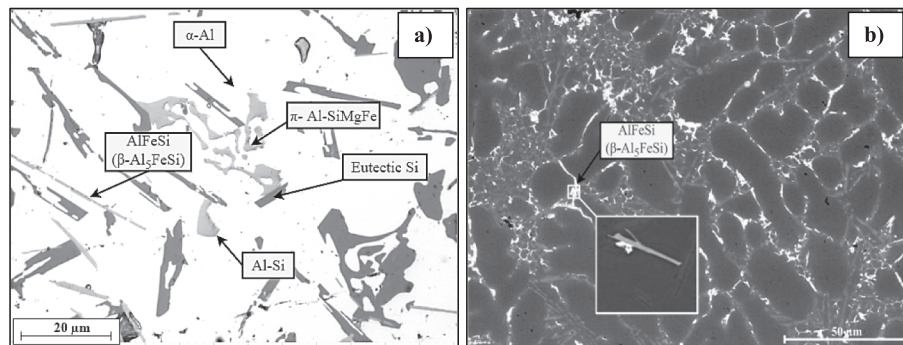 a)
α-Al
π- Al-SiMgFe
AlFeSi
(β-Al₅FeSi)
Eutectic Si
Al-Si
20 µm
b)
AlFeSi
(β-Al₅FeSi)
50 µm